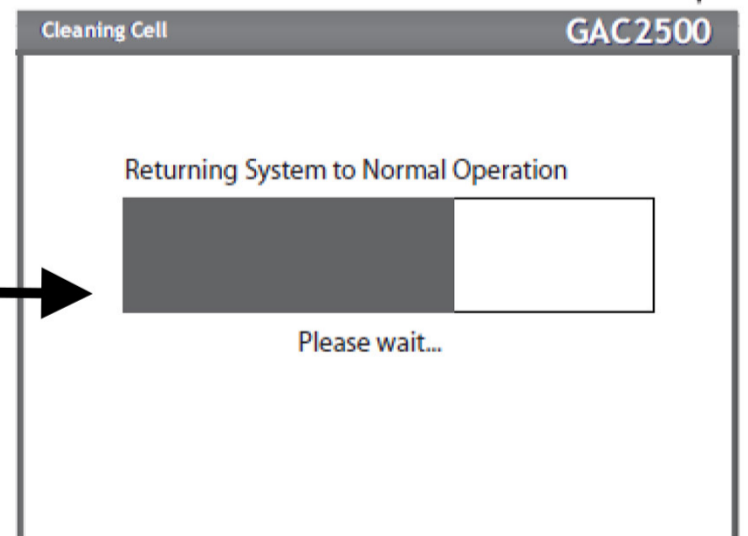 Cleaning Cell GAC2500
Returning System to Normal Operation
Please wait...